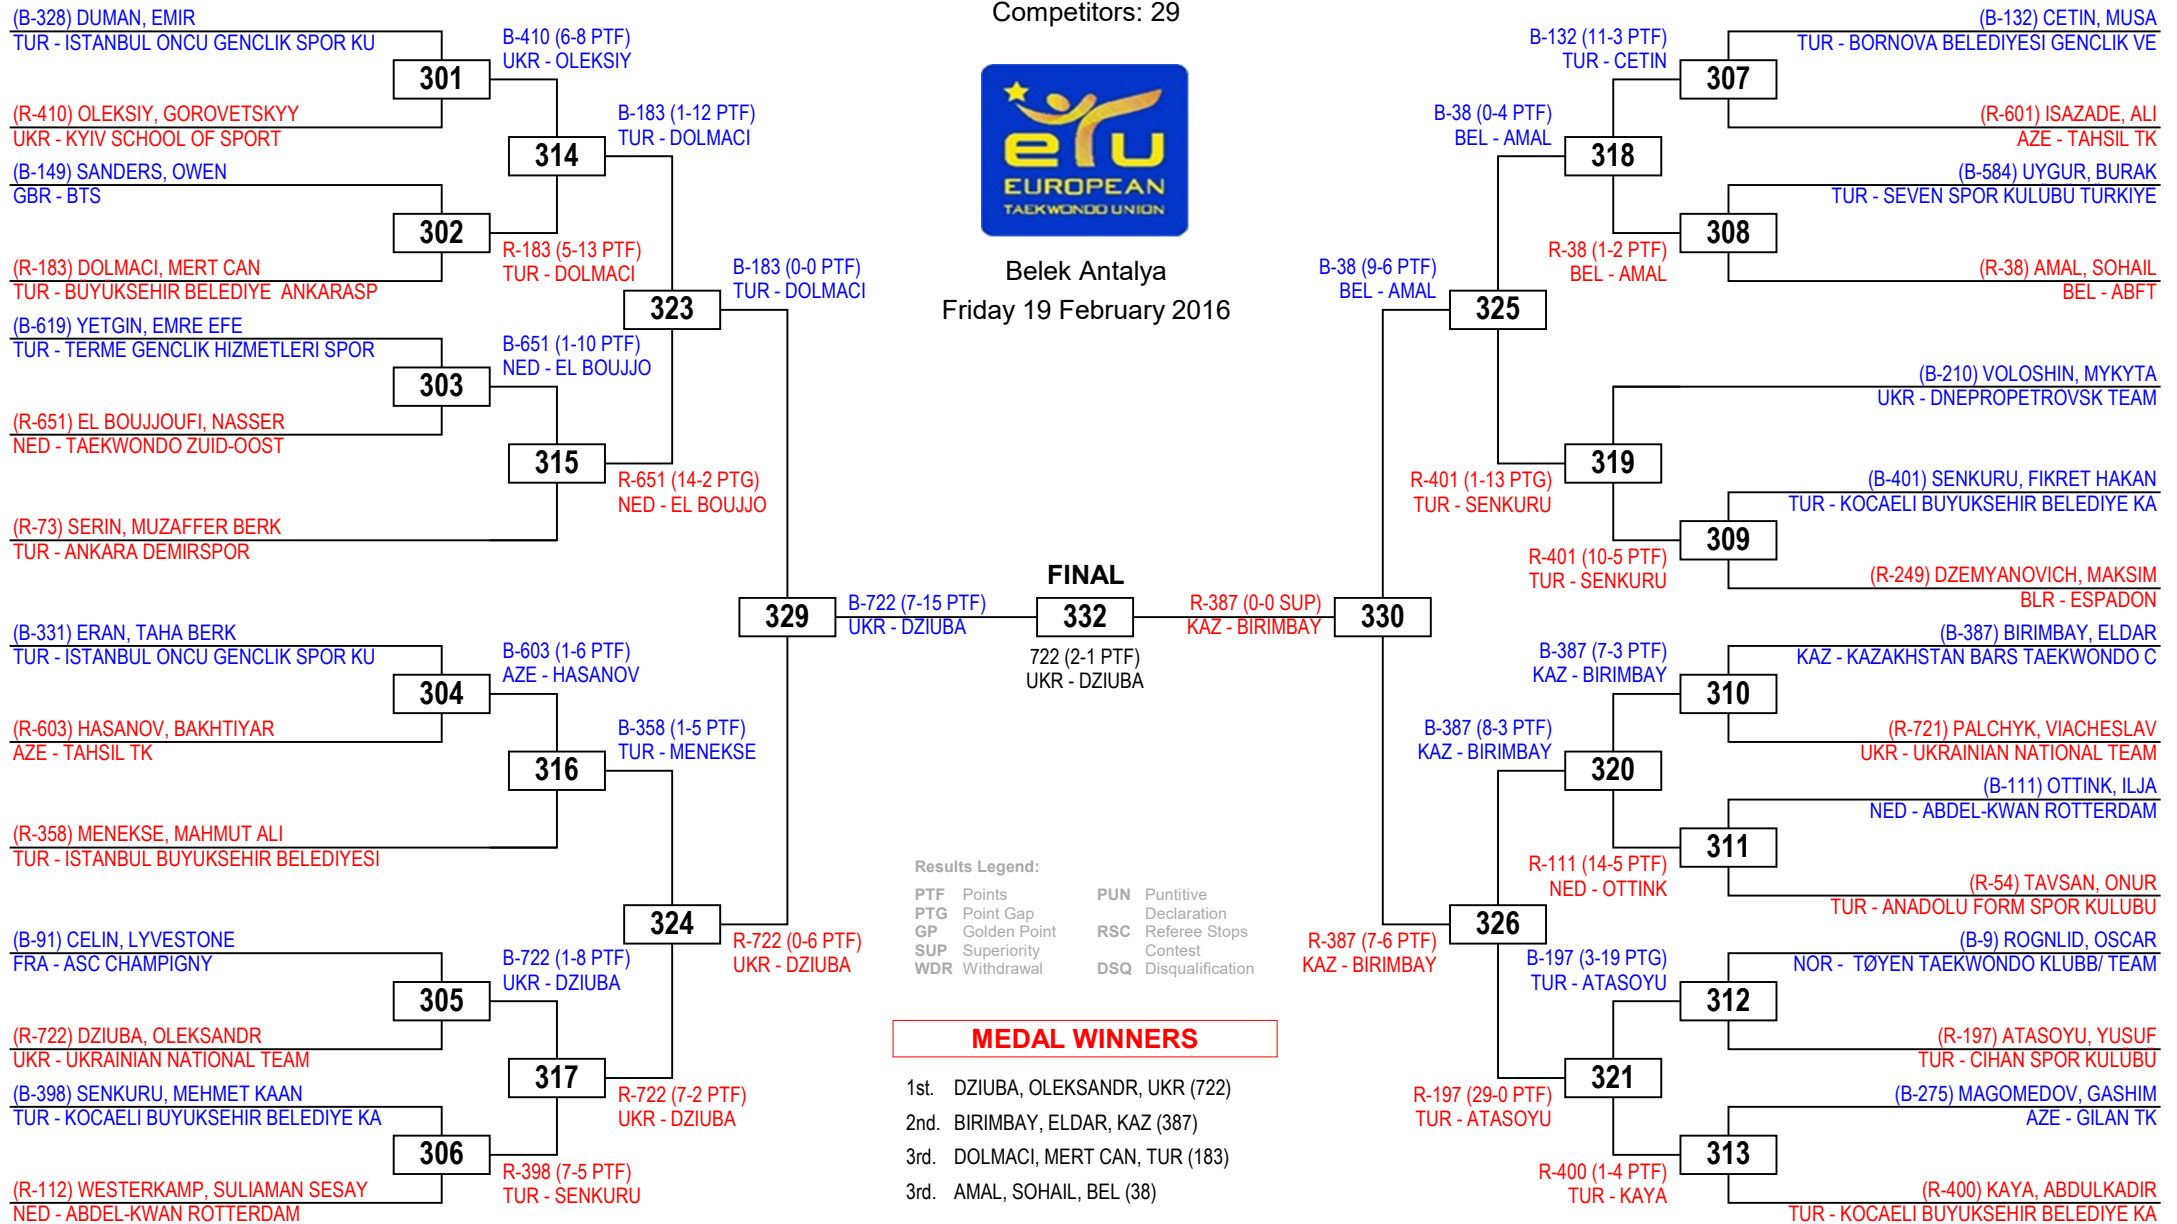 Competitors: 29
eTU
EUROPEAN
TAEKWONDO UNION
Belek Antalya
Friday 19 February 2016
(B-328) DUMAN, EMIR
TUR - ISTANBUL ONCU GENCLIK SPOR KU
301
(R-410) OLEKSIY, GOROVETSKYY
UKR - KYIV SCHOOL OF SPORT
(B-149) SANDERS, OWEN
GBR - BTS
302
(R-183) DOLMACI, MERT CAN
TUR - BUYUKSEHIR BELEDIYE ANKARASP
(B-619) YETGIN, EMRE EFE
TUR - TERME GENCLIK HIZMETLERI SPOR
303
(R-651) EL BOUJJOUFI, NASSER
NED - TAEKWONDO ZUID-OOST
(R-73) SERIN, MUZAFFER BERK
TUR - ANKARA DEMIRSPOR
(B-331) ERAN, TAHA BERK
TUR - ISTANBUL ONCU GENCLIK SPOR KU
304
(R-603) HASANOV, BAKHTIYAR
AZE - TAHSIL TK
(R-358) MENEKSE, MAHMUT ALI
TUR - ISTANBUL BUYUKSEHIR BELEDIYESI
(B-91) CELIN, LYVESTONE
FRA - ASC CHAMPIGNY
305
(R-722) DZIUBA, OLEKSANDR
UKR - UKRAINIAN NATIONAL TEAM
(B-398) SENKURU, MEHMET KAAN
TUR - KOCAELI BUYUKSEHIR BELEDIYE KA
306
(R-112) WESTERKAMP, SULIAMAN SESAY
NED - ABDEL-KWAN ROTTERDAM
B-410 (6-8 PTF)
UKR - OLEKSIY
314
R-183 (5-13 PTF)
TUR - DOLMACI
B-651 (1-10 PTF)
NED - EL BOUJJO
315
B-603 (1-6 PTF)
AZE - HASANOV
316
B-722 (1-8 PTF)
UKR - DZIUBA
317
R-398 (7-5 PTF)
TUR - SENKURU
B-183 (1-12 PTF)
TUR - DOLMACI
323
R-651 (14-2 PTG)
NED - EL BOUJJO
B-358 (1-5 PTF)
TUR - MENEKSE
324
R-722 (7-2 PTF)
UKR - DZIUBA
B-183 (0-0 PTF)
TUR - DOLMACI
329
R-722 (0-6 PTF)
UKR - DZIUBA
B-722 (7-15 PTF)
UKR - DZIUBA
FINAL
332
722 (2-1 PTF)
UKR - DZIUBA
R-387 (0-0 SUP)
KAZ - BIRIMBAY
330
B-38 (9-6 PTF)
BEL - AMAL
R-387 (7-6 PTF)
KAZ - BIRIMBAY
B-38 (0-4 PTF)
BEL - AMAL
325
R-401 (1-13 PTG)
TUR - SENKURU
B-387 (8-3 PTF)
KAZ - BIRIMBAY
326
R-197 (29-0 PTF)
TUR - ATASOYU
B-132 (11-3 PTF)
TUR - CETIN
318
R-38 (1-2 PTF)
BEL - AMAL
319
R-401 (10-5 PTF)
TUR - SENKURU
B-387 (7-3 PTF)
KAZ - BIRIMBAY
320
R-111 (14-5 PTF)
NED - OTTINK
B-197 (3-19 PTG)
TUR - ATASOYU
321
R-400 (1-4 PTF)
TUR - KAYA
(B-132) CETIN, MUSA
TUR - BORNOVA BELEDIYESI GENCLIK VE
307
(R-601) ISAZADE, ALI
AZE - TAHSIL TK
(B-584) UYGUR, BURAK
TUR - SEVEN SPOR KULÜBÜ TÜRKIYE
308
(R-38) AMAL, SOHAIL
BEL - ABFT
(B-210) VOLOSHIN, MYKYTA
UKR - DNEPROPETROVSK TEAM
(B-401) SENKURU, FIKRET HAKAN
TUR - KOCAELI BUYUKSEHIR BELEDIYE KA
309
(R-249) DZEMYANOVICH, MAKSIM
BLR - ESPADON
(B-387) BIRIMBAY, ELDAR
KAZ - KAZAKHSTAN BARS TAEKWONDO C
310
(R-721) PALCHYK, VIACHESLAV
UKR - UKRAINIAN NATIONAL TEAM
(B-111) OTTINK, ILJA
NED - ABDEL-KWAN ROTTERDAM
311
(R-54) TAVSAN, ONUR
TUR - ANADOLU FORM SPOR KULUBU
(B-9) ROGNLID, OSCAR
NOR - TØYEN TAEKWONDO KLUBB/ TEAM
312
(R-197) ATASOYU, YUSUF
TUR - CIHAN SPOR KULÜBÜ
(B-275) MAGOMEDOV, GASHIM
AZE - GILAN TK
313
(R-400) KAYA, ABDULKADIR
TUR - KOCAELI BUYUKSEHIR BELEDIYE KA
Results Legend:
PTF Points
PTG Point Gap
GP Golden Point
SUP Superiority
WDR Withdrawal
PUN Puntitive
Declaration
RSC Referee Stops
Contest
DSQ Disqualification
MEDAL WINNERS
1st. DZIUBA, OLEKSANDR, UKR (722)
2nd. BIRIMBAY, ELDAR, KAZ (387)
3rd. DOLMACI, MERT CAN, TUR (183)
3rd. AMAL, SOHAIL, BEL (38)